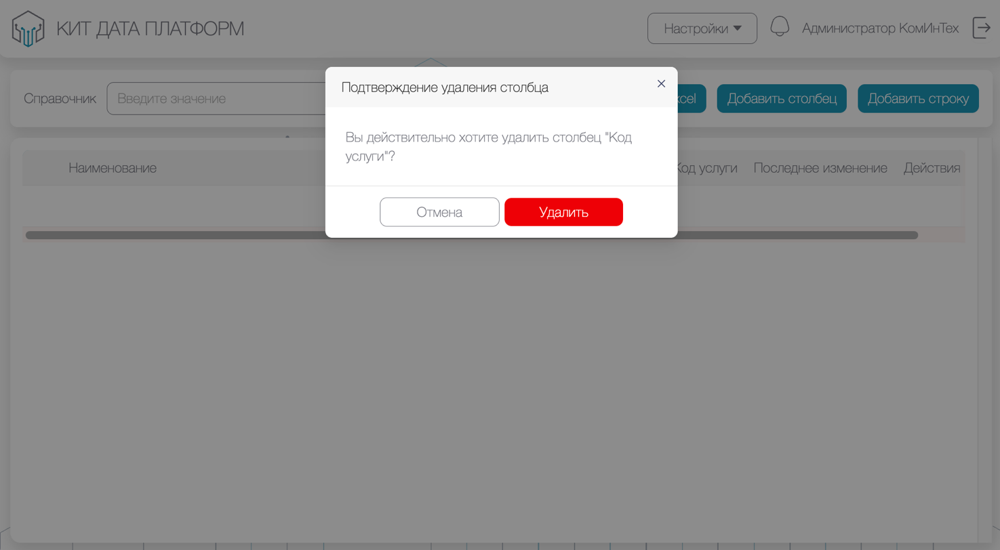 КИТ ДАТА ПЛАТФОРМ
Настройки
Администратор КомИнТех
Подтверждение удаления столбца
Справочник
Введите значение
Добавить столбец
Добавить строку
Вы действительно хотите удалить столбец "Код
услуги"?
Наименование
Код услуги
Последнее изменение
Действия
Отмена
Удалить